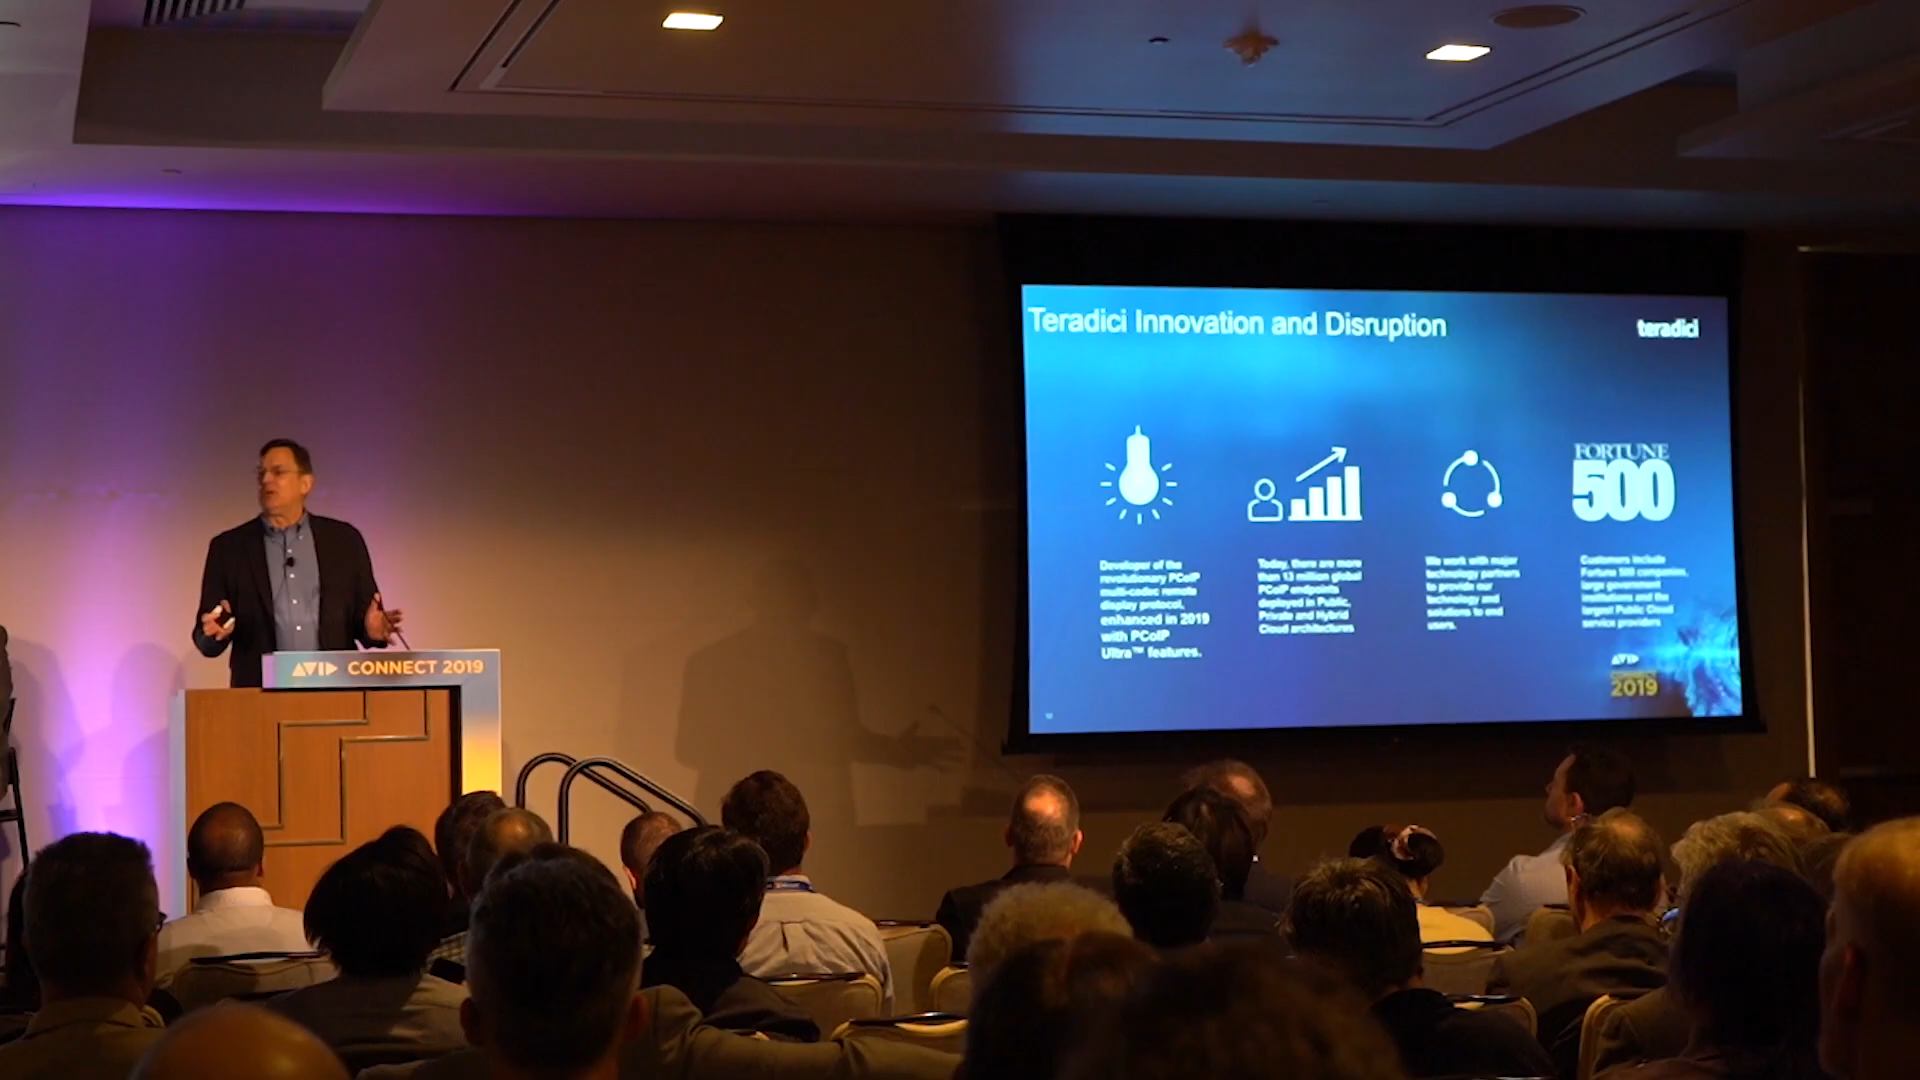 Teradici Innovation and Disruption
teradici
FORTUNE
500
Developer of the
revolutionary PCoIP
multi-codec remote
display protocol,
enhanced in 2019
with PCoIP
Ultra™ features.
Today, there are more
than 13 million global
PCoIP endpoints
deployed in Public,
Private and Hybrid
Cloud architectures
We work with major
technology partners
to provide our
technology and
solutions to end
users.
Customers include
Fortune 500 companies,
large government
institutions and the
largest Public Cloud
service providers
AVID
CONNECT
2019
AVID CONNECT 2019